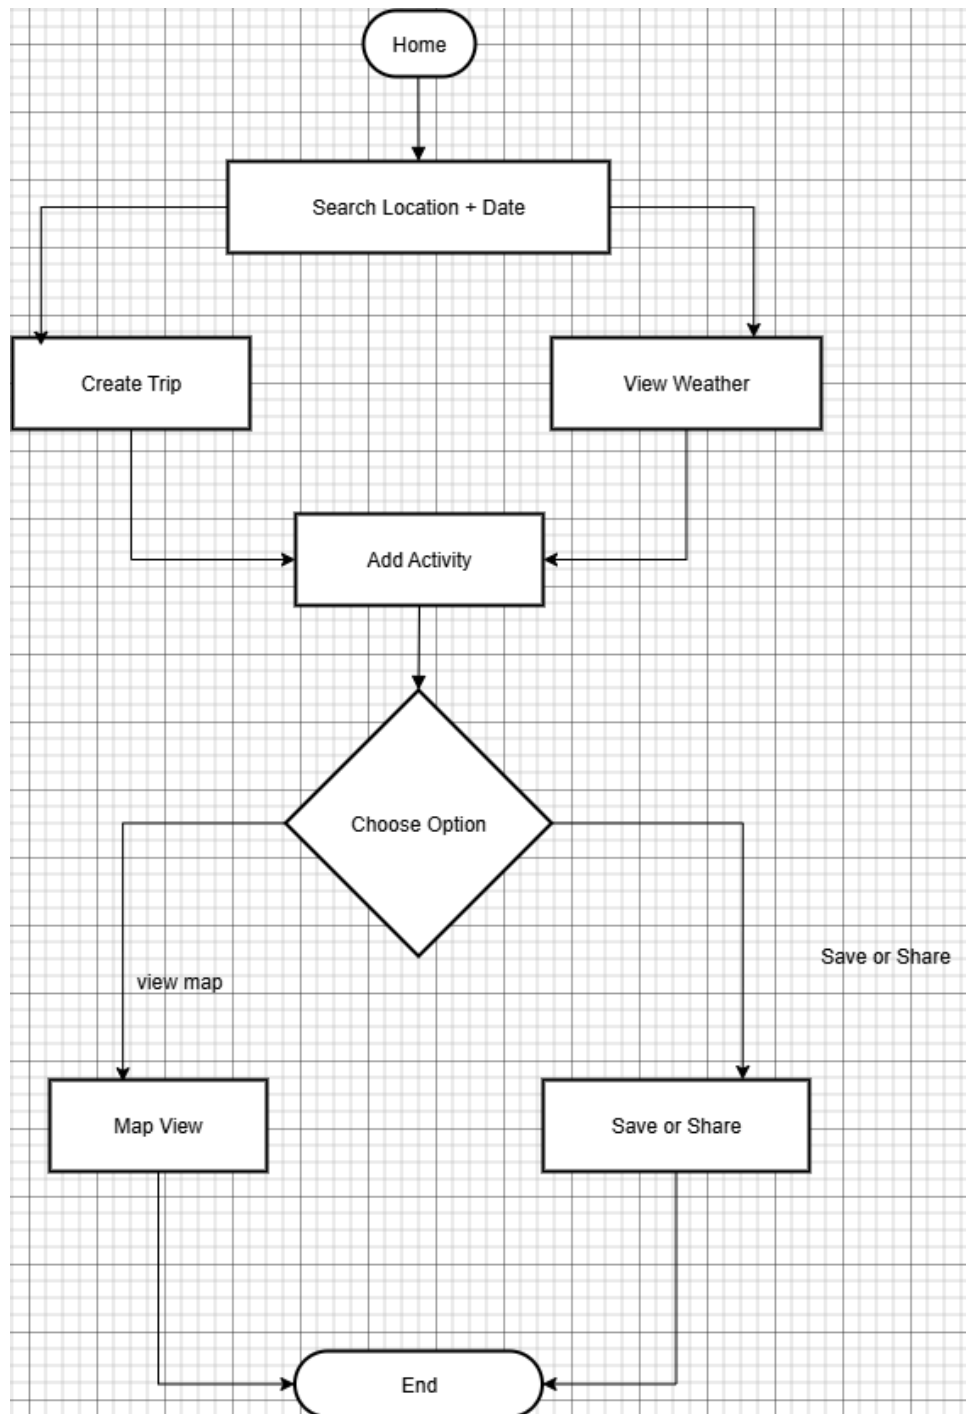 Home
Search Location + Date
Create Trip
View Weather
Add Activity
Choose Option
view map
Save or Share
Map View
Save or Share
End